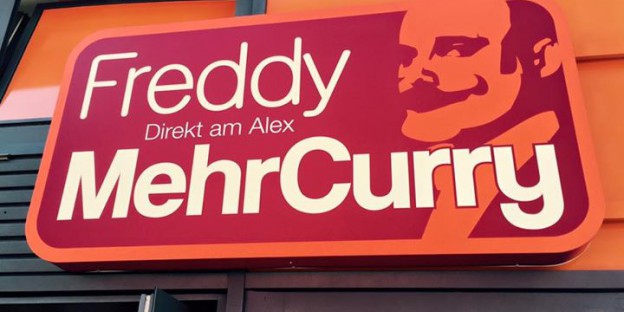 Freddy
Direkt am Alex
MehrCurry